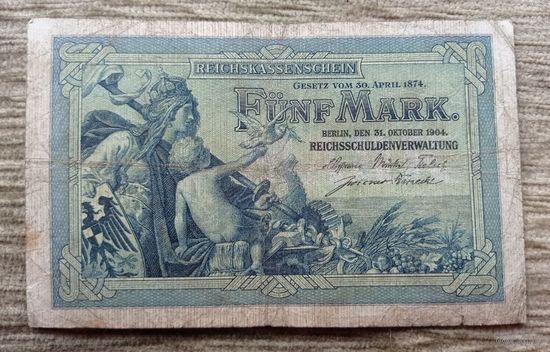 REICHSKASSENSCHEIN
GESETZ VOM 30. APRIL 1874.
FÜNF MARK.
BERLIN, DEN 31. OKTOBER 1904.
REICHSSCHULDENVERWALTUNG